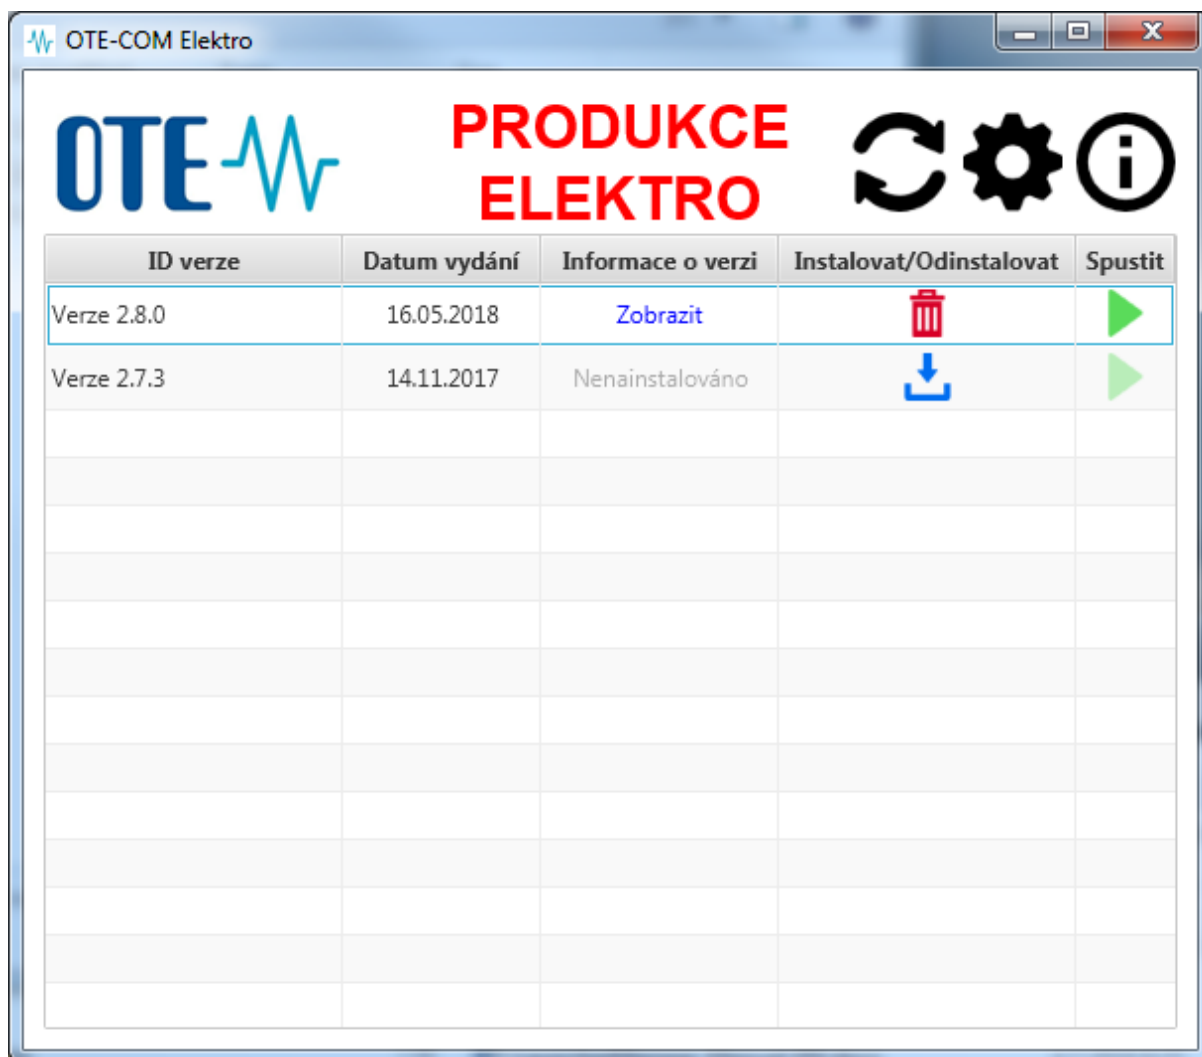 OTE-COM Elektro
OTE
PRODUKCE
ELEKTRO
ID verze Datum vydání Informace o verzi Instalovat/Odinstalovat Spustit
Verze 2.8.0 16.05.2018 Zobrazit
Verze 2.7.3 14.11.2017 Nenainstalováno